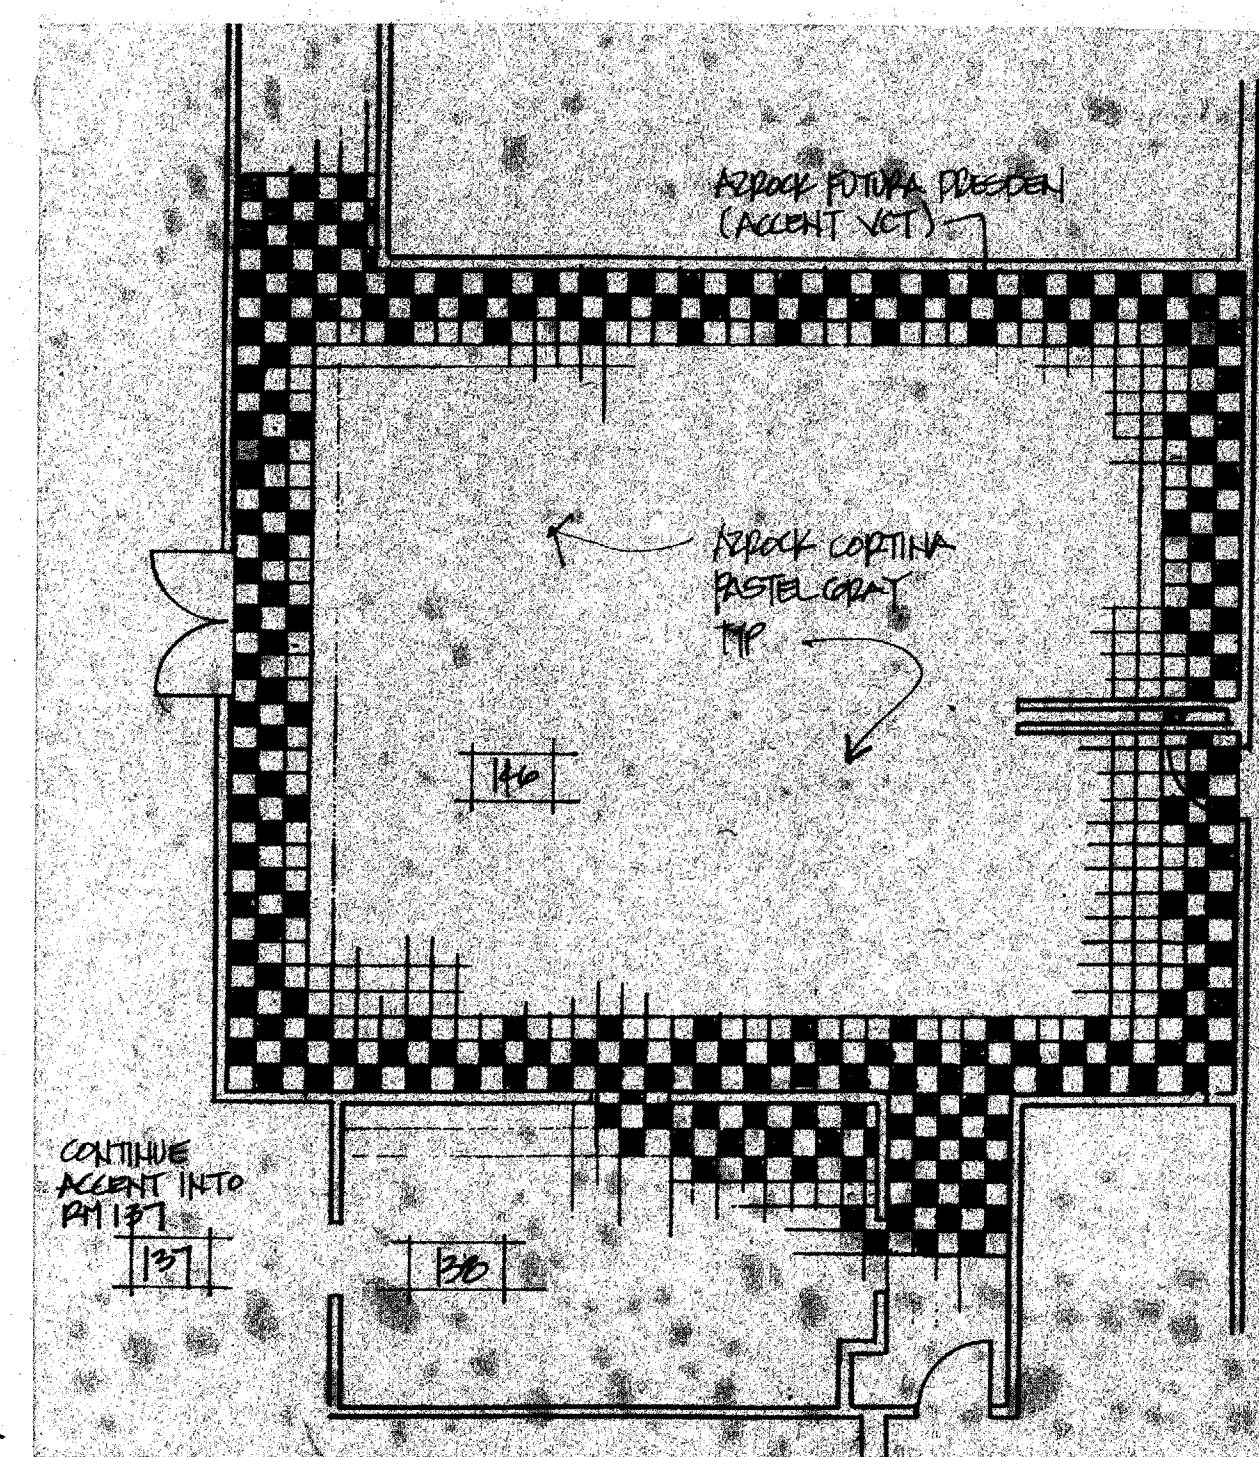 AZROCK FUTURA DRESDEN
(ACCENT VCT)
AZROCK CORTINA
PASTEL GRAY
TYP
146
CONTINUE
ACCENT INTO
RM 137
137
138